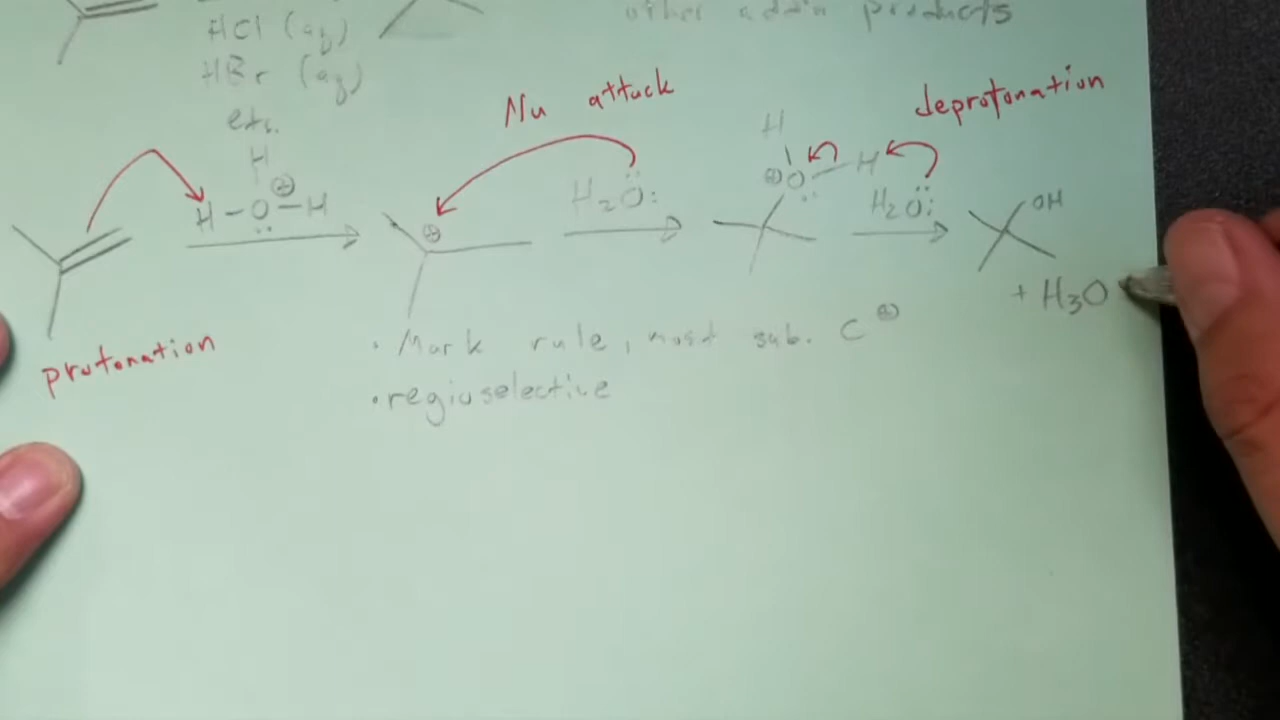 other add'n products
HCl (aq)
HBr (aq)
etc.
Nu attack
deprotonation
H
H
H – O – H
⊕
H₂O:
⊕ O – H
H₂O:
OH
+ H₃O
⊕
protonation
· Mark rule, most sub. C ⊕
· regioselective